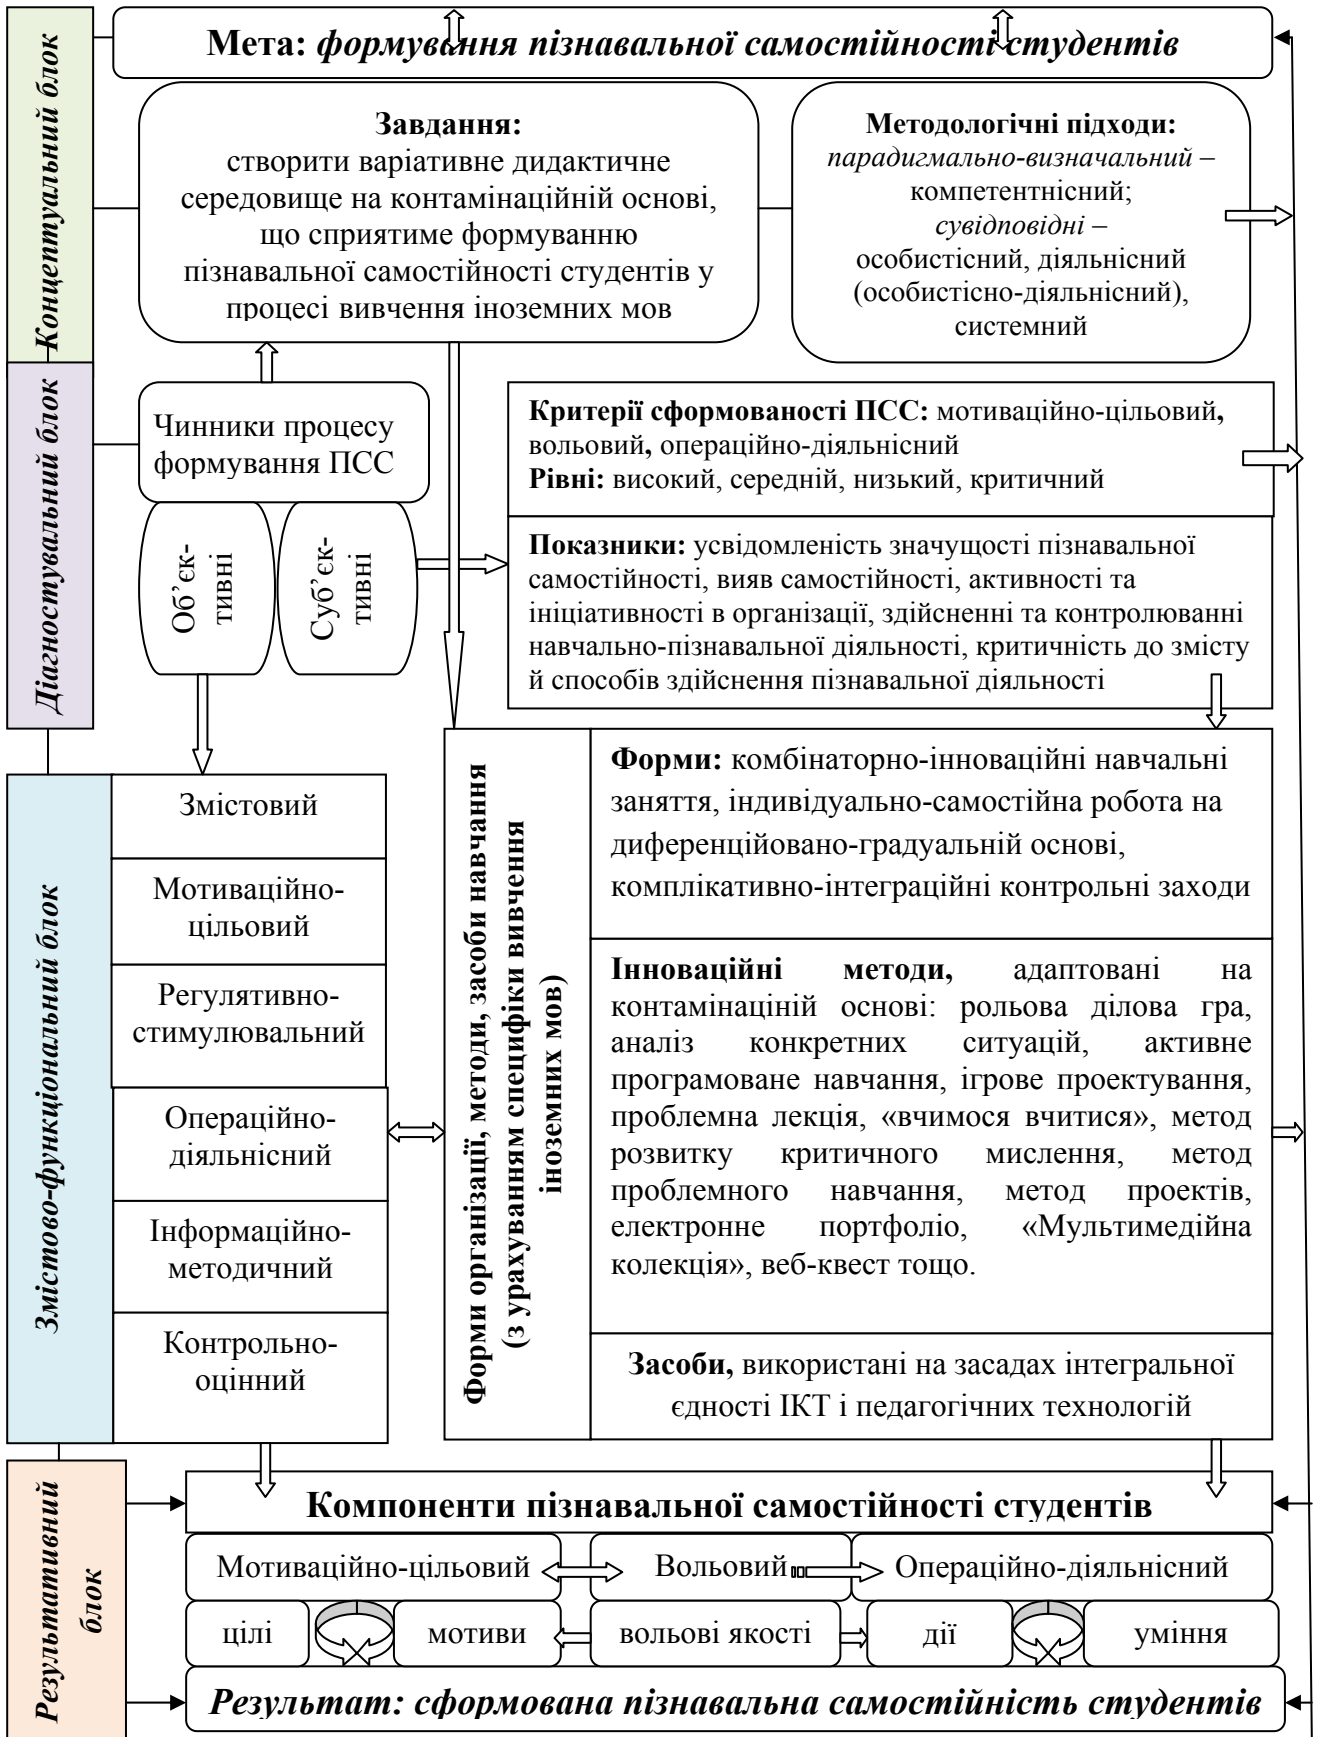 Концептуальний блок
Мета: формування пізнавальної самостійності студентів
Завдання:
створити варіативне дидактичне
середовище на контамінаційній основі,
що сприятиме формуванню
пізнавальної самостійності студентів у
процесі вивчення іноземних мов
Методологічні підходи:
парадигмально-визначальний –
компетентнісний;
сувідповідні –
особистісний, діяльнісний
(особистісно-діяльнісний),
системний
Діагностувальний блок
Чинники процесу
формування ПСС
Об’єк-
тивні
Суб’єк-
тивні
Критерії сформованості ПСС: мотиваційно-цільовий,
вольовий, операційно-діяльнісний
Рівні: високий, середній, низький, критичний
Показники: усвідомленість значущості пізнавальної
самостійності, вияв самостійності, активності та
ініціативності в організації, здійсненні та контролюванні
навчально-пізнавальної діяльності, критичність до змісту
й способів здійснення пізнавальної діяльності
Змістово-функціональний блок
Змістовий
Мотиваційно-
цільовий
Регулятивно-
стимулювальний
Операційно-
діяльнісний
Інформаційно-
методичний
Контрольно-
оцінний
Форми організації, методи, засоби навчання
(з урахуванням специфіки вивчення
іноземних мов)
Форми: комбінаторно-інноваційні навчальні
заняття, індивідуально-самостійна робота на
диференційовано-градуальній основі,
комплікативно-інтеграційні контрольні заходи
Інноваційні методи, адаптовані на
контамінаціній основі: рольова ділова гра,
аналіз конкретних ситуацій, активне
програмоване навчання, ігрове проектування,
проблемна лекція, «вчимося вчитися», метод
розвитку критичного мислення, метод
проблемного навчання, метод проектів,
електронне портфоліо, «Мультимедійна
колекція», веб-квест тощо.
Засоби, використані на засадах інтегральної
єдності ІКТ і педагогічних технологій
Результативний
блок
Компоненти пізнавальної самостійності студентів
Мотиваційно-цільовий
Вольовий
Операційно-діяльнісний
цілі
мотиви
вольові якості
дії
уміння
Результат: сформована пізнавальна самостійність студентів